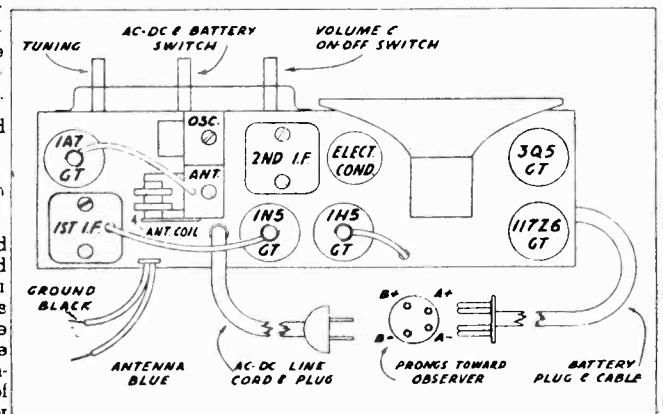 AC-DC & BATTERY
SWITCH
VOLUME &
ON-OFF SWITCH
TUNING
OSC.
1A7
GT
ANT.
2ND I.F.
ELECT.
COND.
3Q5
GT
1ST I.F.
ANT. COIL
1N5
GT
1H5
GT
117Z6
GT
GROUND
BLACK
B+
A+
B-
A-
ANTENNA
BLUE
AC-DC LINE
CORD & PLUG
PRONGS TOWARD
OBSERVER
BATTERY
PLUG & CABLE